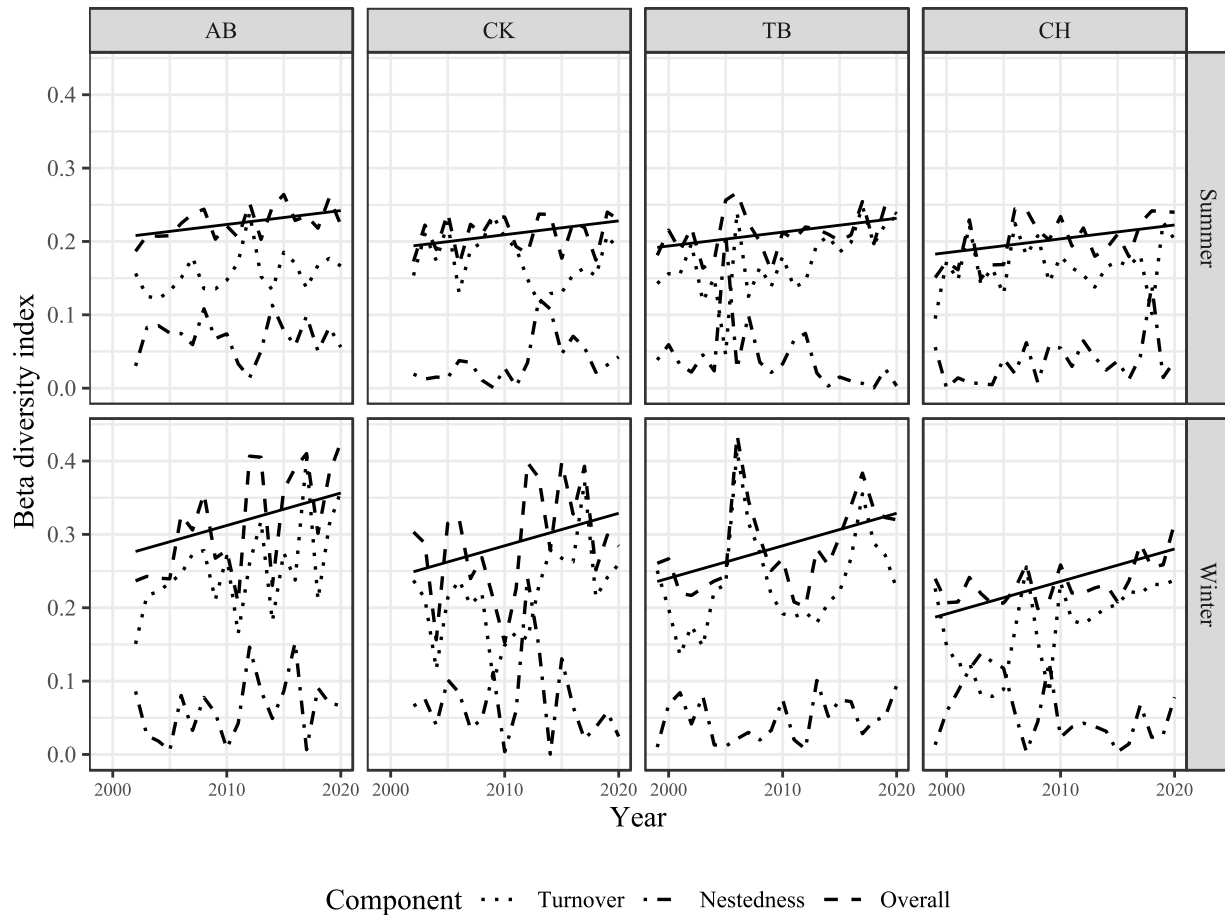 AB CK TB CH
Beta diversity index
0.4
0.3
0.2
0.1
0.0
Summer
0.4
0.3
0.2
0.1
0.0
Winter
2000 2010 2020 2000 2010 2020 2000 2010 2020 2000 2010 2020
Year
Component Turnover Nestedness Overall